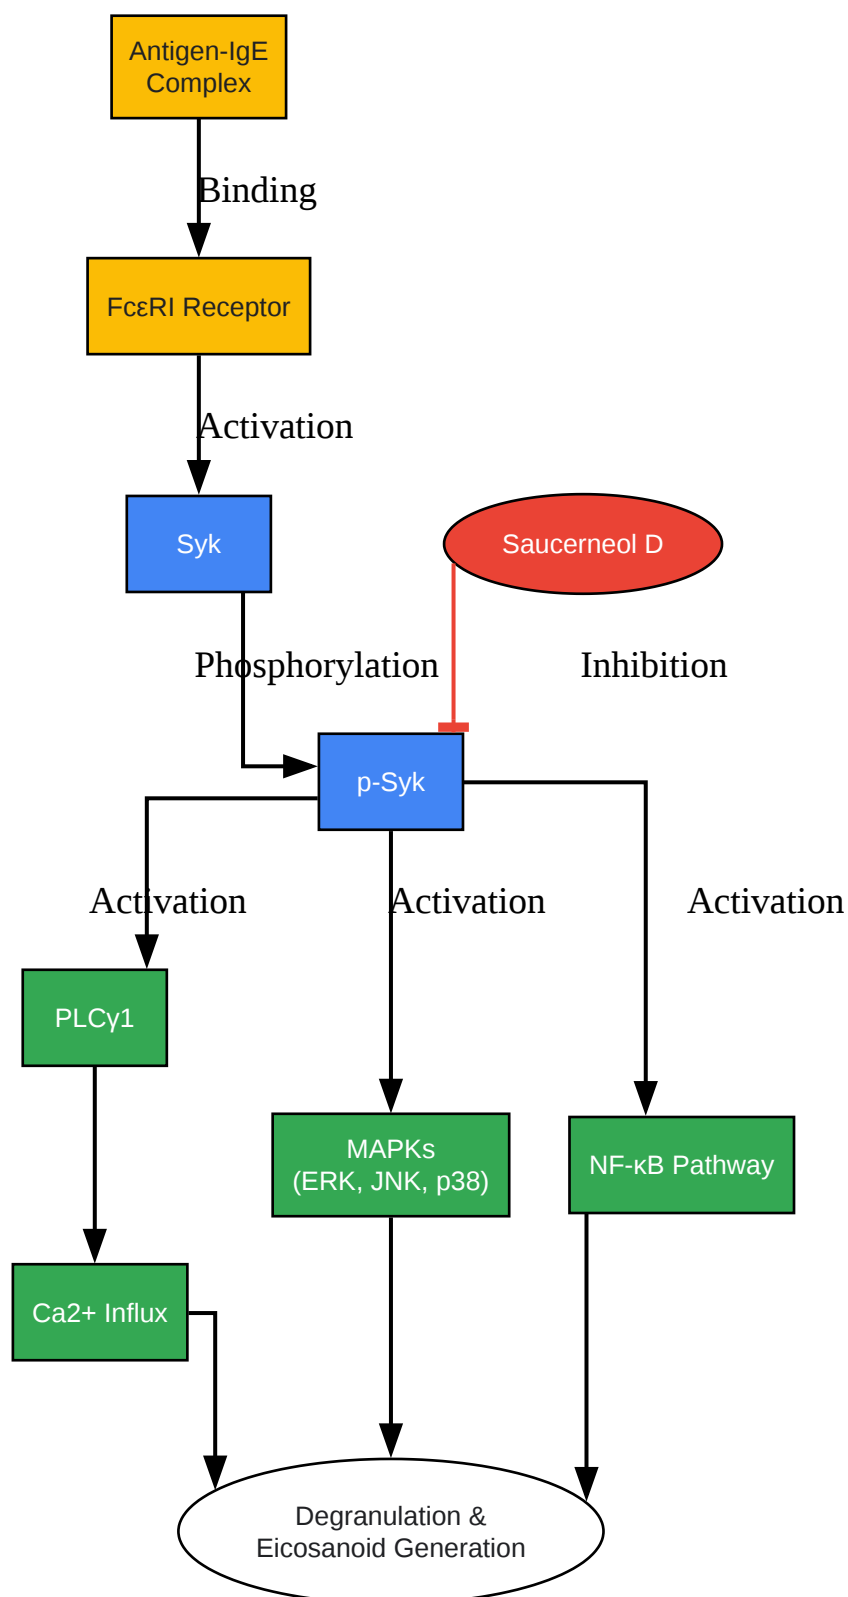 Antigen-IgE
Complex
Binding
FcεRI Receptor
Activation
Syk
Saucerneol D
Phosphorylation
Inhibition
p-Syk
Activation
Activation
Activation
PLCγ1
MAPKs
(ERK, JNK, p38)
NF-κB Pathway
Ca2+ Influx
Degranulation &
Eicosanoid Generation